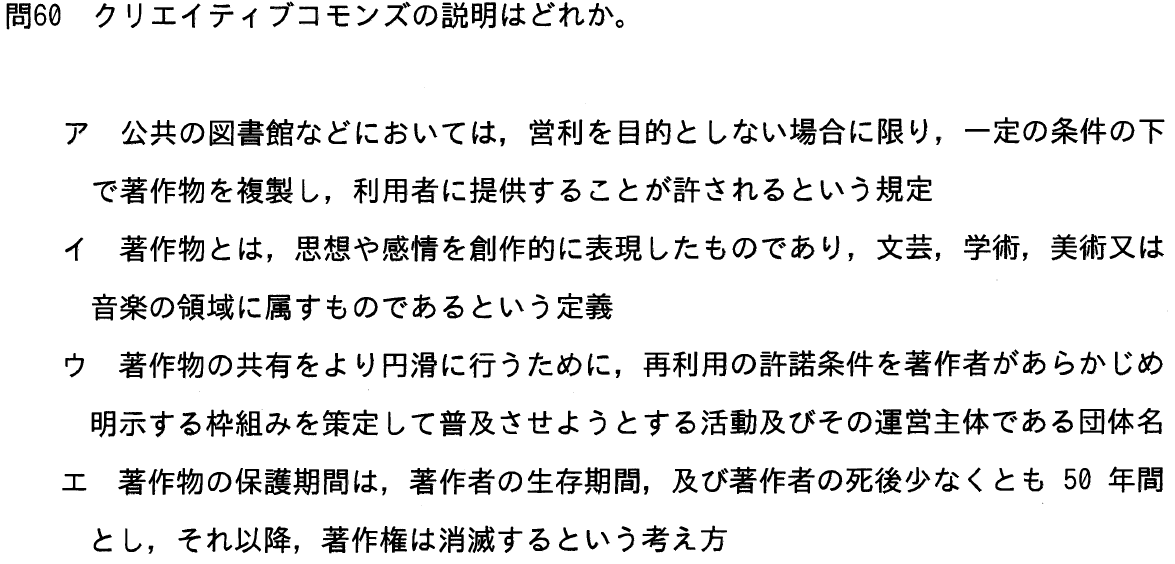 問60　クリエイティブコモンズの説明はどれか。
ア　公共の図書館などにおいては，営利を目的としない場合に限り，一定の条件の下
で著作物を複製し，利用者に提供することが許されるという規定
イ　著作物とは，思想や感情を創作的に表現したものであり，文芸，学術，美術又は
音楽の領域に属すものであるという定義
ウ　著作物の共有をより円滑に行うために，再利用の許諾条件を著作者があらかじめ
明示する枠組みを策定して普及させようとする活動及びその運営主体である団体名
エ　著作物の保護期間は，著作者の生存期間，及び著作者の死後少なくとも 50 年間
とし，それ以降，著作権は消滅するという考え方